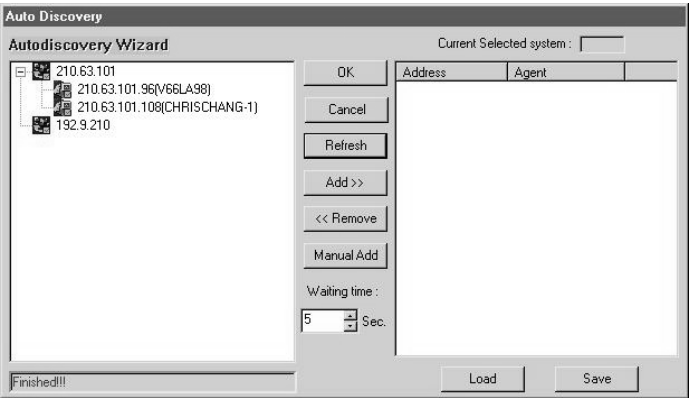 Auto Discovery
Autodiscovery Wizard
Current Selected system :
210.63.101
210.63.101.96(V66LA98)
210.63.101.108(CHRISCHANG-1)
192.9.210
OK
Cancel
Refresh
Add >>
<< Remove
Manual Add
Waiting time :
5 Sec.
Address Agent
Finished!!!
Load Save